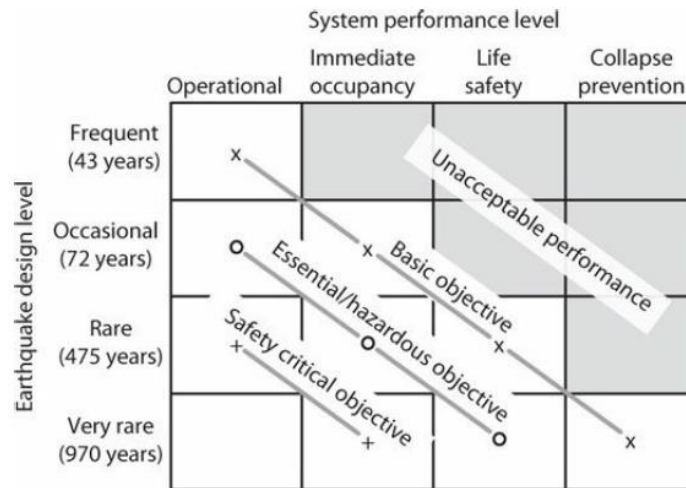 System performance level
Operational
Immediate
occupancy
Life
safety
Collapse
prevention
Earthquake design level
Frequent
(43 years)
Occasional
(72 years)
Rare
(475 years)
Very rare
(970 years)
Unacceptable performance
Basic objective
Essential/hazardous objective
Safety critical objective